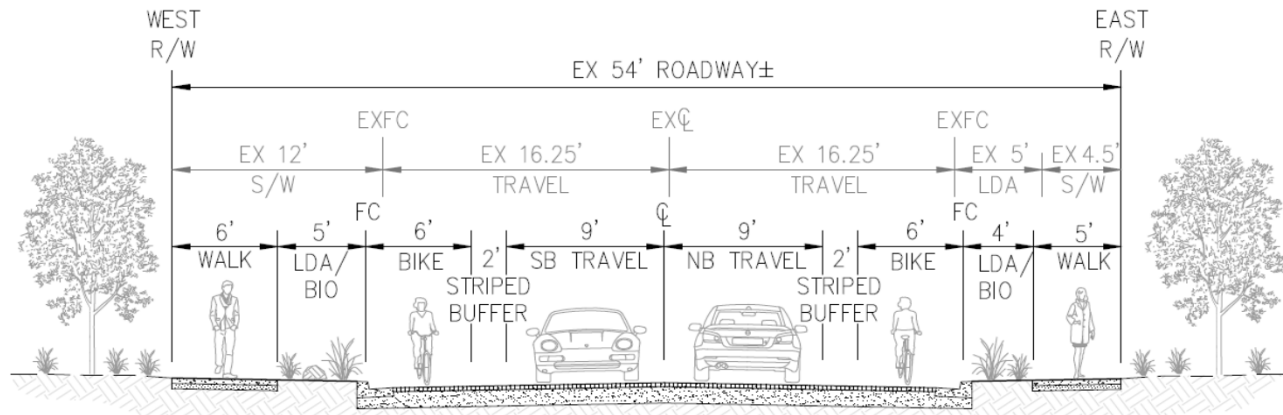 WEST
R/W
EAST
R/W
EX 54' ROADWAY±
EXFC
EX℄
EXFC
EX 12'
S/W
EX 16.25'
TRAVEL
EX 16.25'
TRAVEL
EX 5'
LDA
EX 4.5'
S/W
FC
℄
FC
6'
WALK
5'
LDA/
BIO
6'
BIKE
2'
STRIPED
BUFFER
9'
SB TRAVEL
9'
NB TRAVEL
2'
STRIPED
BUFFER
6'
BIKE
4'
LDA/
BIO
5'
WALK